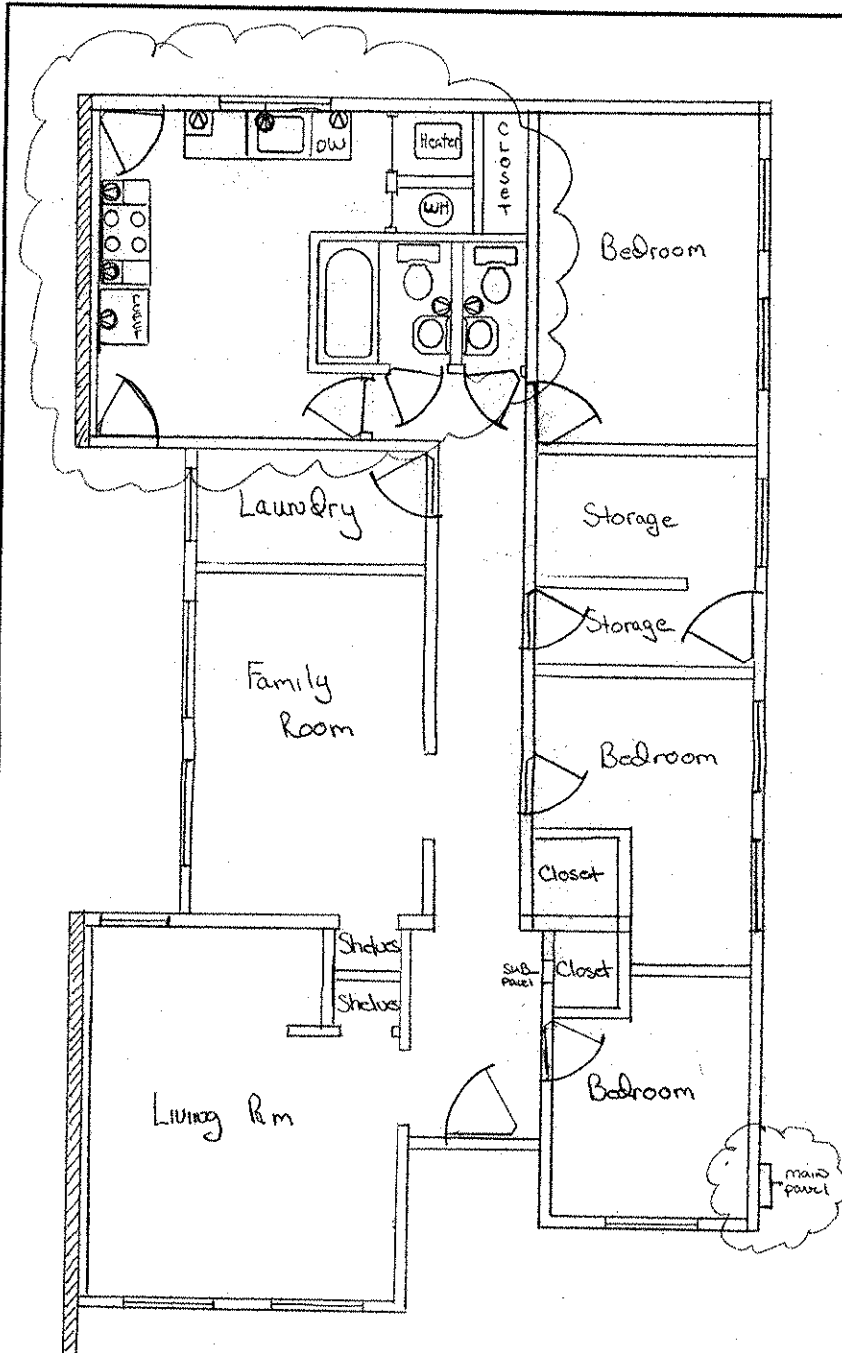 DW
Heater
WH
CLOSET
Bedroom
Laundry
Storage
Storage
Family
Room
Bedroom
Closet
Shelves
Shelves
SUB
panel
Closet
Living Rm
Bedroom
main
panel